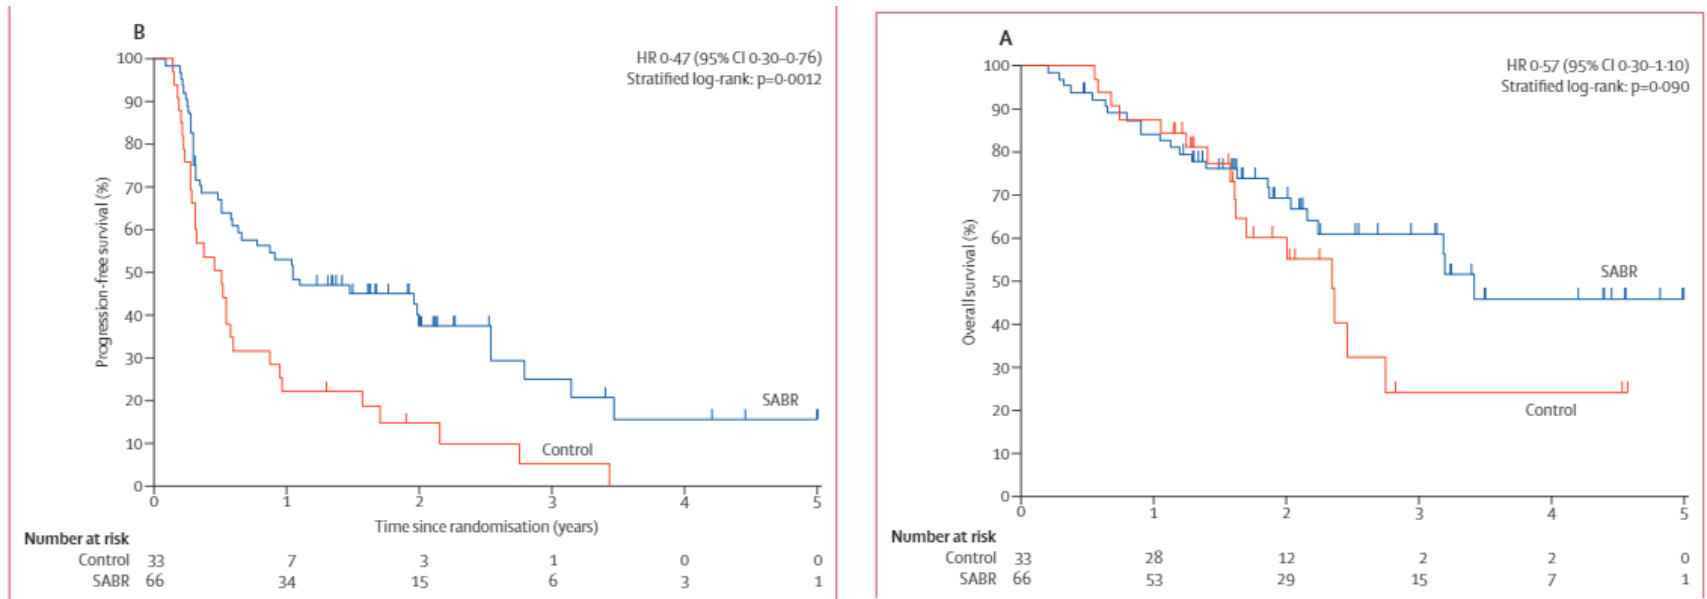 B
HR 0·47 (95% CI 0·30–0·76)
Stratified log-rank: p=0·0012
Progression-free survival (%)
100
90
80
70
60
50
40
30
20
10
0
SABR
Control
0 1 2 3 4 5
Time since randomisation (years)
Number at risk
Control 33 7 3 1 0 0
SABR 66 34 15 6 3 1
A
HR 0·57 (95% CI 0·30–1·10)
Stratified log-rank: p=0·090
Overall survival (%)
100
90
80
70
60
50
40
30
20
10
0
SABR
Control
0 1 2 3 4 5
Number at risk
Control 33 28 12 2 2 0
SABR 66 53 29 15 7 1